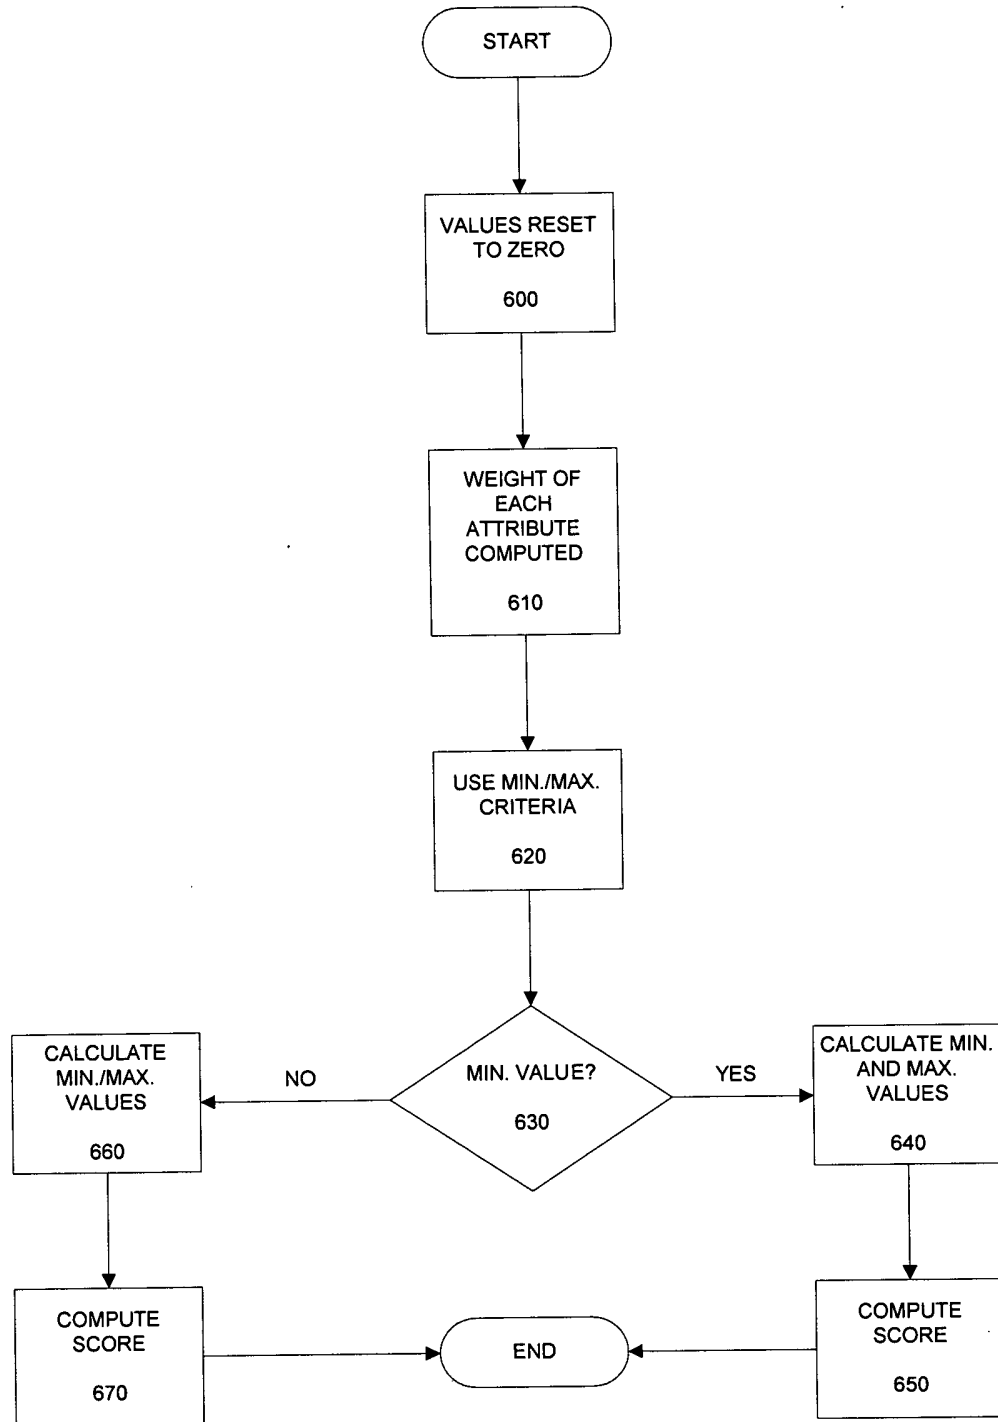 START
VALUES RESET
TO ZERO
600
WEIGHT OF
EACH
ATTRIBUTE
COMPUTED
610
USE MIN./MAX.
CRITERIA
620
MIN. VALUE?
630
NO
YES
CALCULATE
MIN./MAX.
VALUES
660
CALCULATE MIN.
AND MAX.
VALUES
640
COMPUTE
SCORE
670
END
COMPUTE
SCORE
650